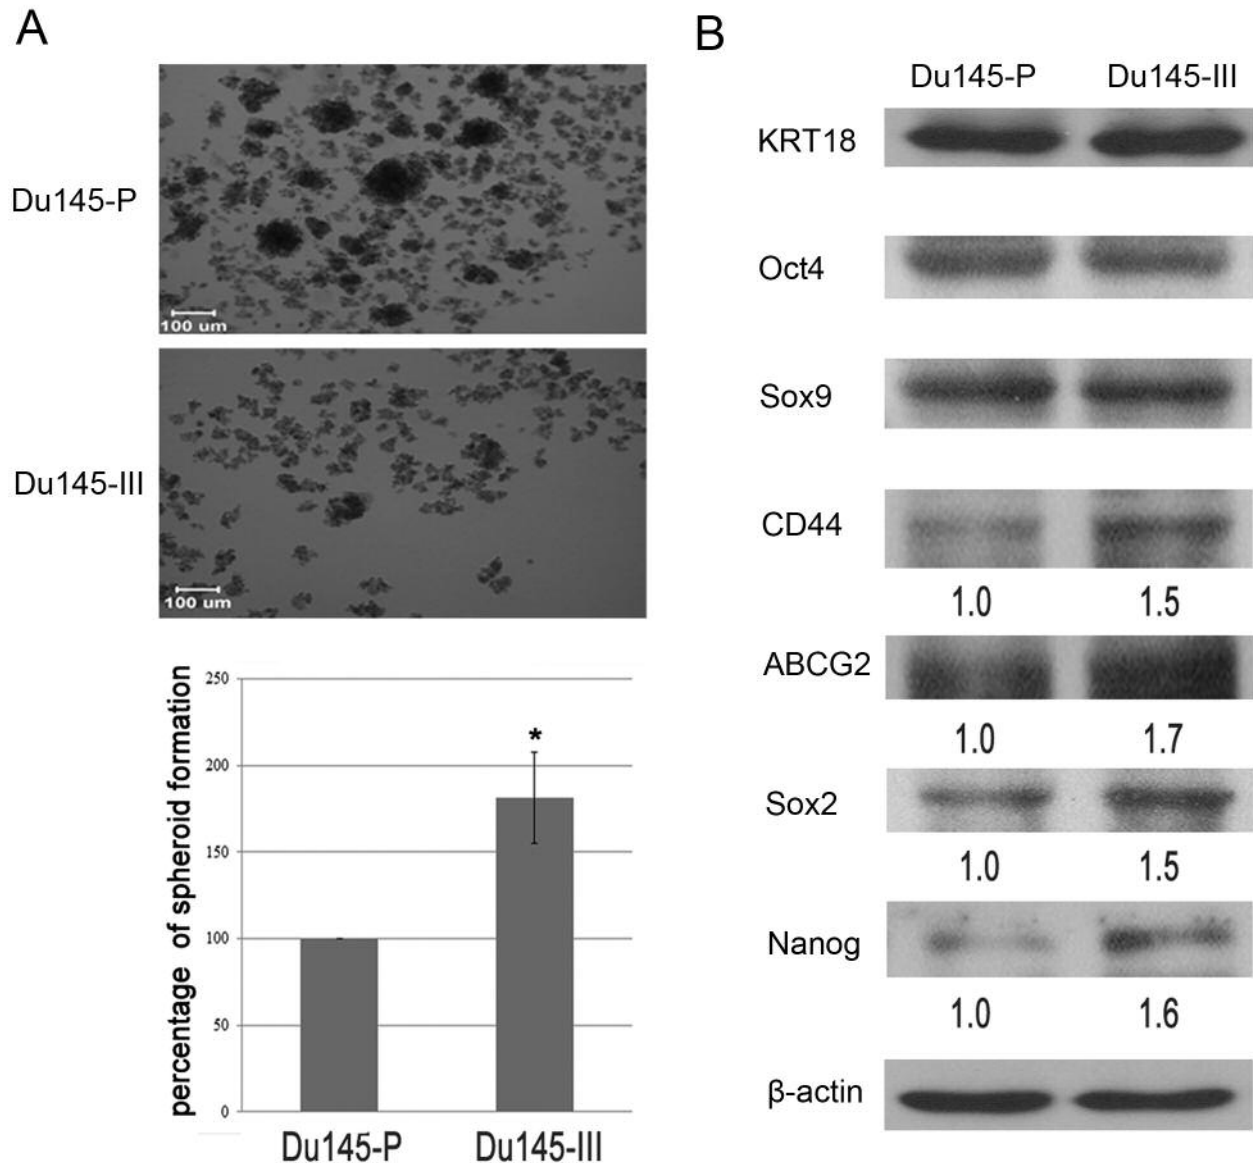 A
Du145-P
100 um
Du145-III
100 um
percentage of spheroid formation
250
200
150
100
50
0
*
Du145-P Du145-III
B
Du145-P Du145-III
KRT18
Oct4
Sox9
CD44
1.0 1.5
ABCG2
1.0 1.7
Sox2
1.0 1.5
Nanog
1.0 1.6
β-actin